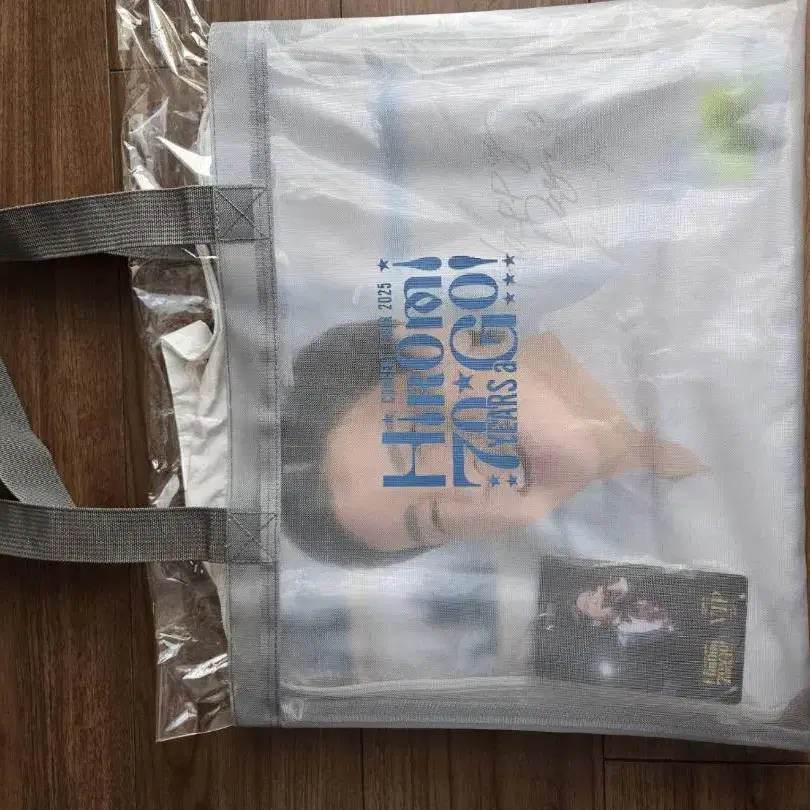 ★ CONCERT TOUR 2025 ★
Hiromi!
70★Go!
★★ YEARS a ★★★
VIP